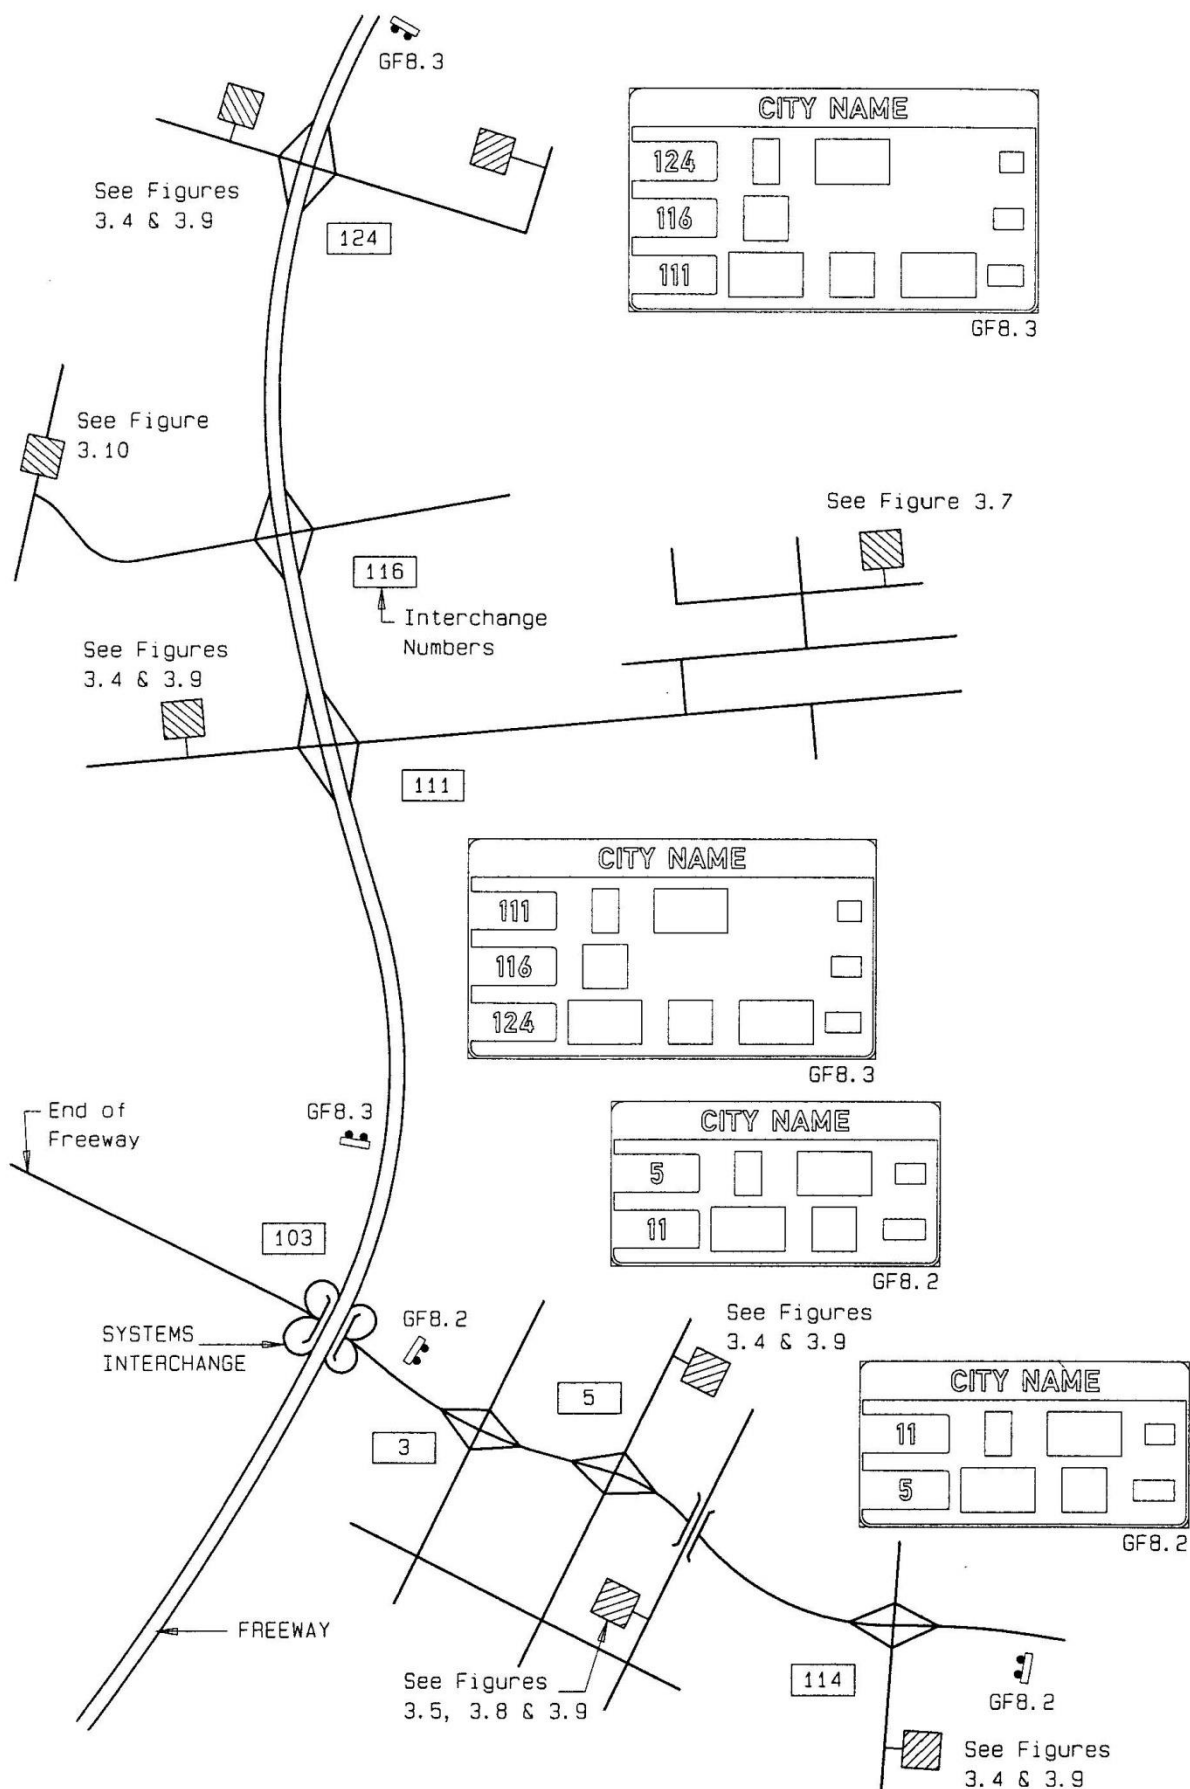 GF8.3
CITY NAME
124
116
111
GF8.3
See Figures
3.4 & 3.9
124
See Figure
3.10
See Figure 3.7
116
Interchange
Numbers
See Figures
3.4 & 3.9
111
CITY NAME
111
116
124
GF8.3
End of
Freeway
GF8.3
CITY NAME
5
11
GF8.2
103
SYSTEMS
INTERCHANGE
GF8.2
See Figures
3.4 & 3.9
5
3
CITY NAME
11
5
GF8.2
FREEWAY
See Figures
3.5, 3.8 & 3.9
114
GF8.2
See Figures
3.4 & 3.9